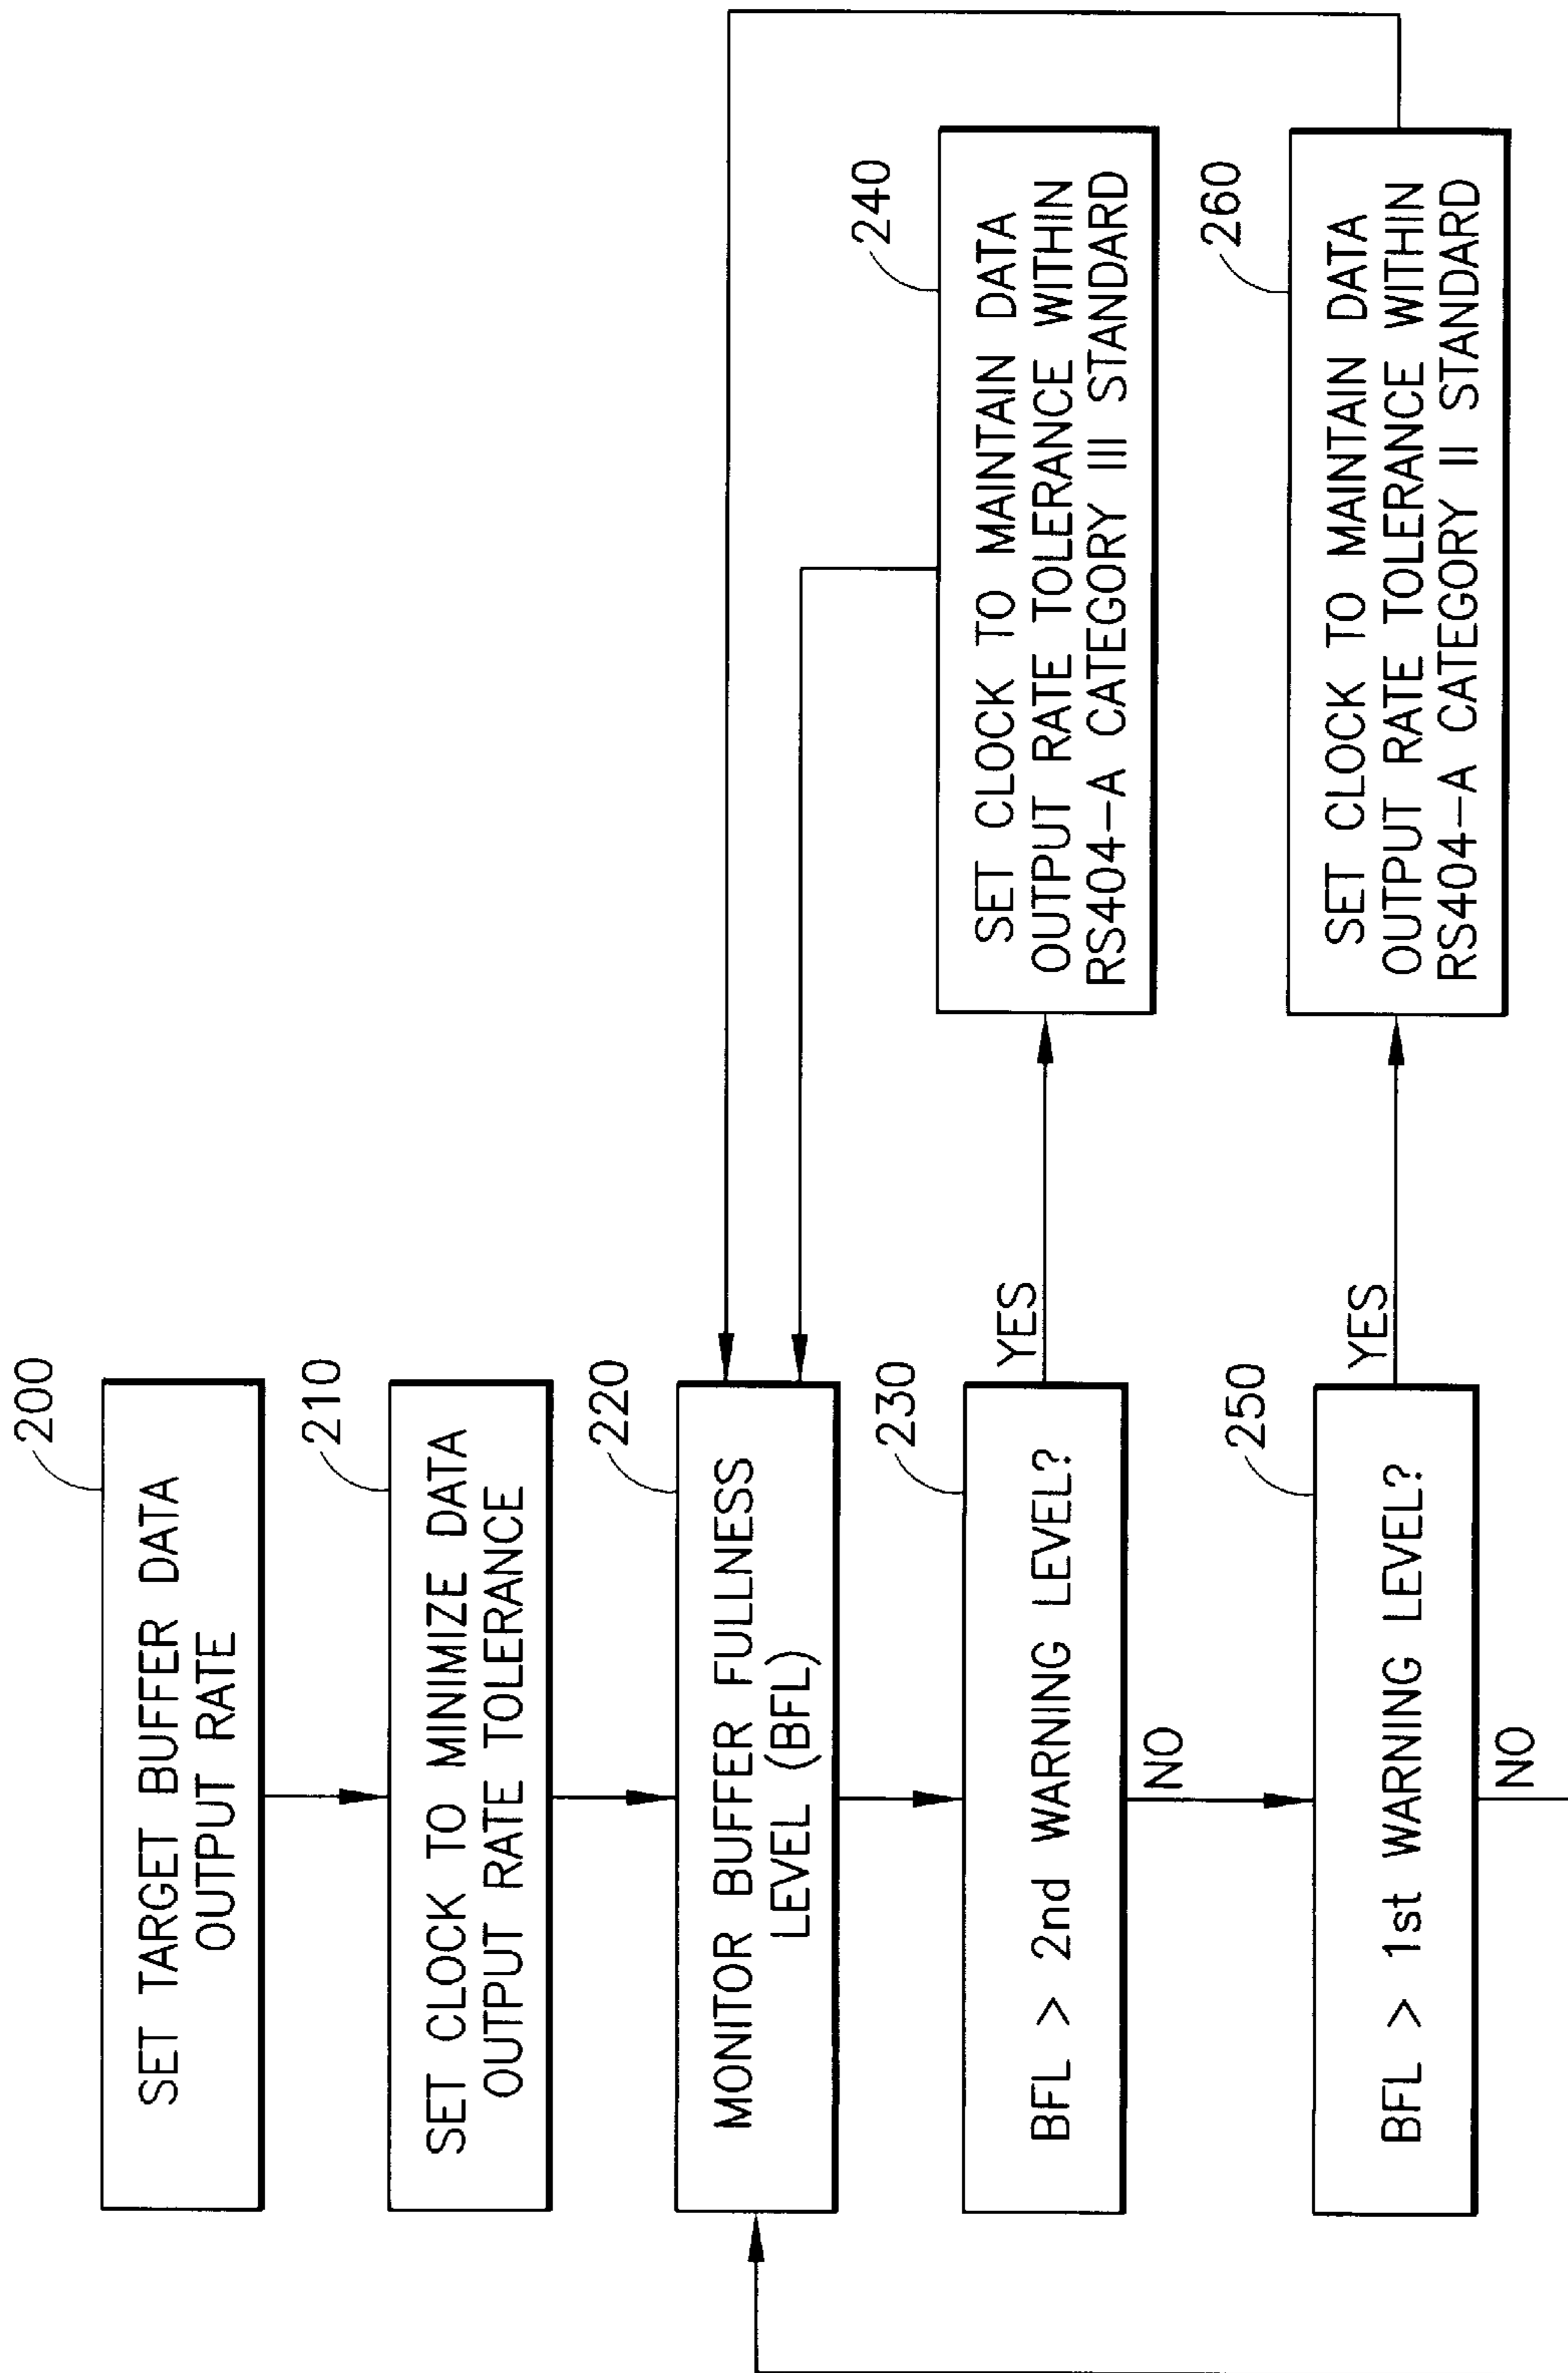 200
SET TARGET BUFFER DATA
OUTPUT RATE
210
SET CLOCK TO MINIMIZE DATA
OUTPUT RATE TOLERANCE
220
MONITOR BUFFER FULLNESS
LEVEL (BFL)
230
BFL > 2nd WARNING LEVEL?
YES
NO
240
SET CLOCK TO MAINTAIN DATA
OUTPUT RATE TOLERANCE WITHIN
RS404-A CATEGORY III STANDARD
250
BFL > 1st WARNING LEVEL?
YES
NO
260
SET CLOCK TO MAINTAIN DATA
OUTPUT RATE TOLERANCE WITHIN
RS404-A CATEGORY II STANDARD